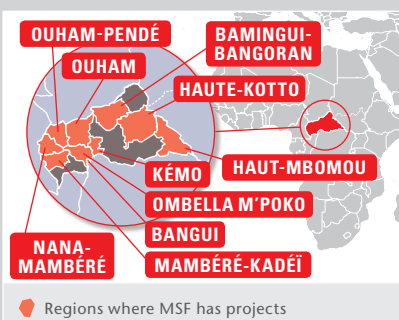 OUHAM-PENDÉ
OUHAM
BAMINGUI-
BANGORAN
HAUTE-KOTTO
HAUT-MBOMOU
KÉMO
OMBELLA M'POKO
BANGUI
NANA-
MAMBÉRÉ
MAMBÉRÉ-KADÉÏ
Regions where MSF has projects